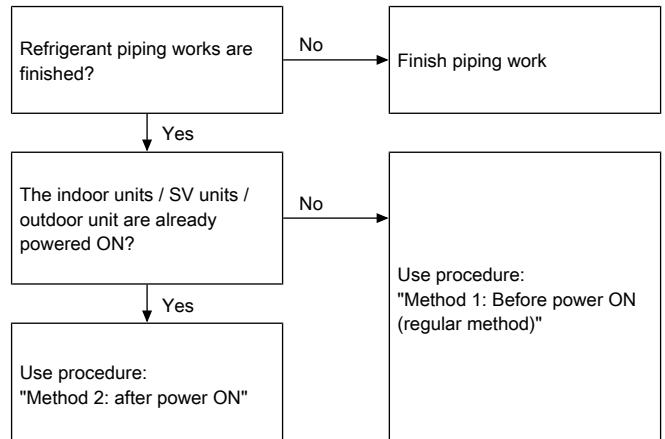 Refrigerant piping works are
finished?
No
Finish piping work
Yes
The indoor units / SV units /
outdoor unit are already
powered ON?
No
Use procedure:
"Method 1: Before power ON
(regular method)"
Yes
Use procedure:
"Method 2: after power ON"